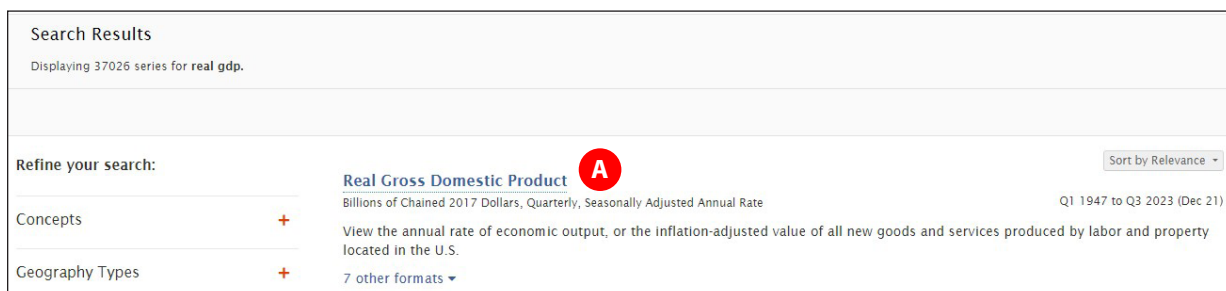 Search Results
Displaying 37026 series for real gdp.
Refine your search:
Sort by Relevance
A
Real Gross Domestic Product
Billions of Chained 2017 Dollars, Quarterly, Seasonally Adjusted Annual Rate
Q1 1947 to Q3 2023 (Dec 21)
Concepts +
View the annual rate of economic output, or the inflation-adjusted value of all new goods and services produced by labor and property
located in the U.S.
Geography Types +
7 other formats